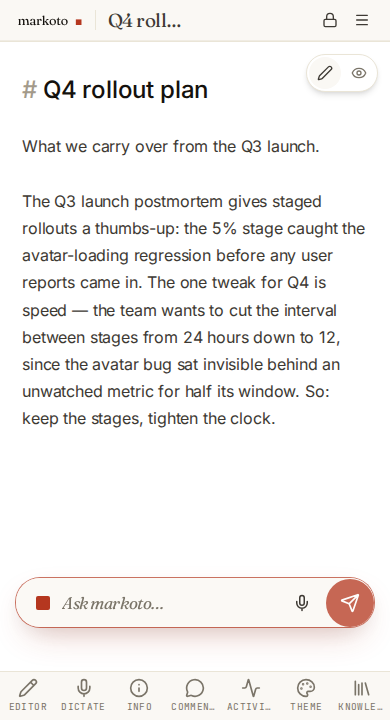 markoto
Q4 roll...
# Q4 rollout plan
What we carry over from the Q3 launch.
The Q3 launch postmortem gives staged
rollouts a thumbs-up: the 5% stage caught the
avatar-loading regression before any user
reports came in. The one tweak for Q4 is
speed — the team wants to cut the interval
between stages from 24 hours down to 12,
since the avatar bug sat invisible behind an
unwatched metric for half its window. So:
keep the stages, tighten the clock.
Ask markoto...
EDITOR DICTATE INFO COMMEN… ACTIVI… THEME KNOWLE…